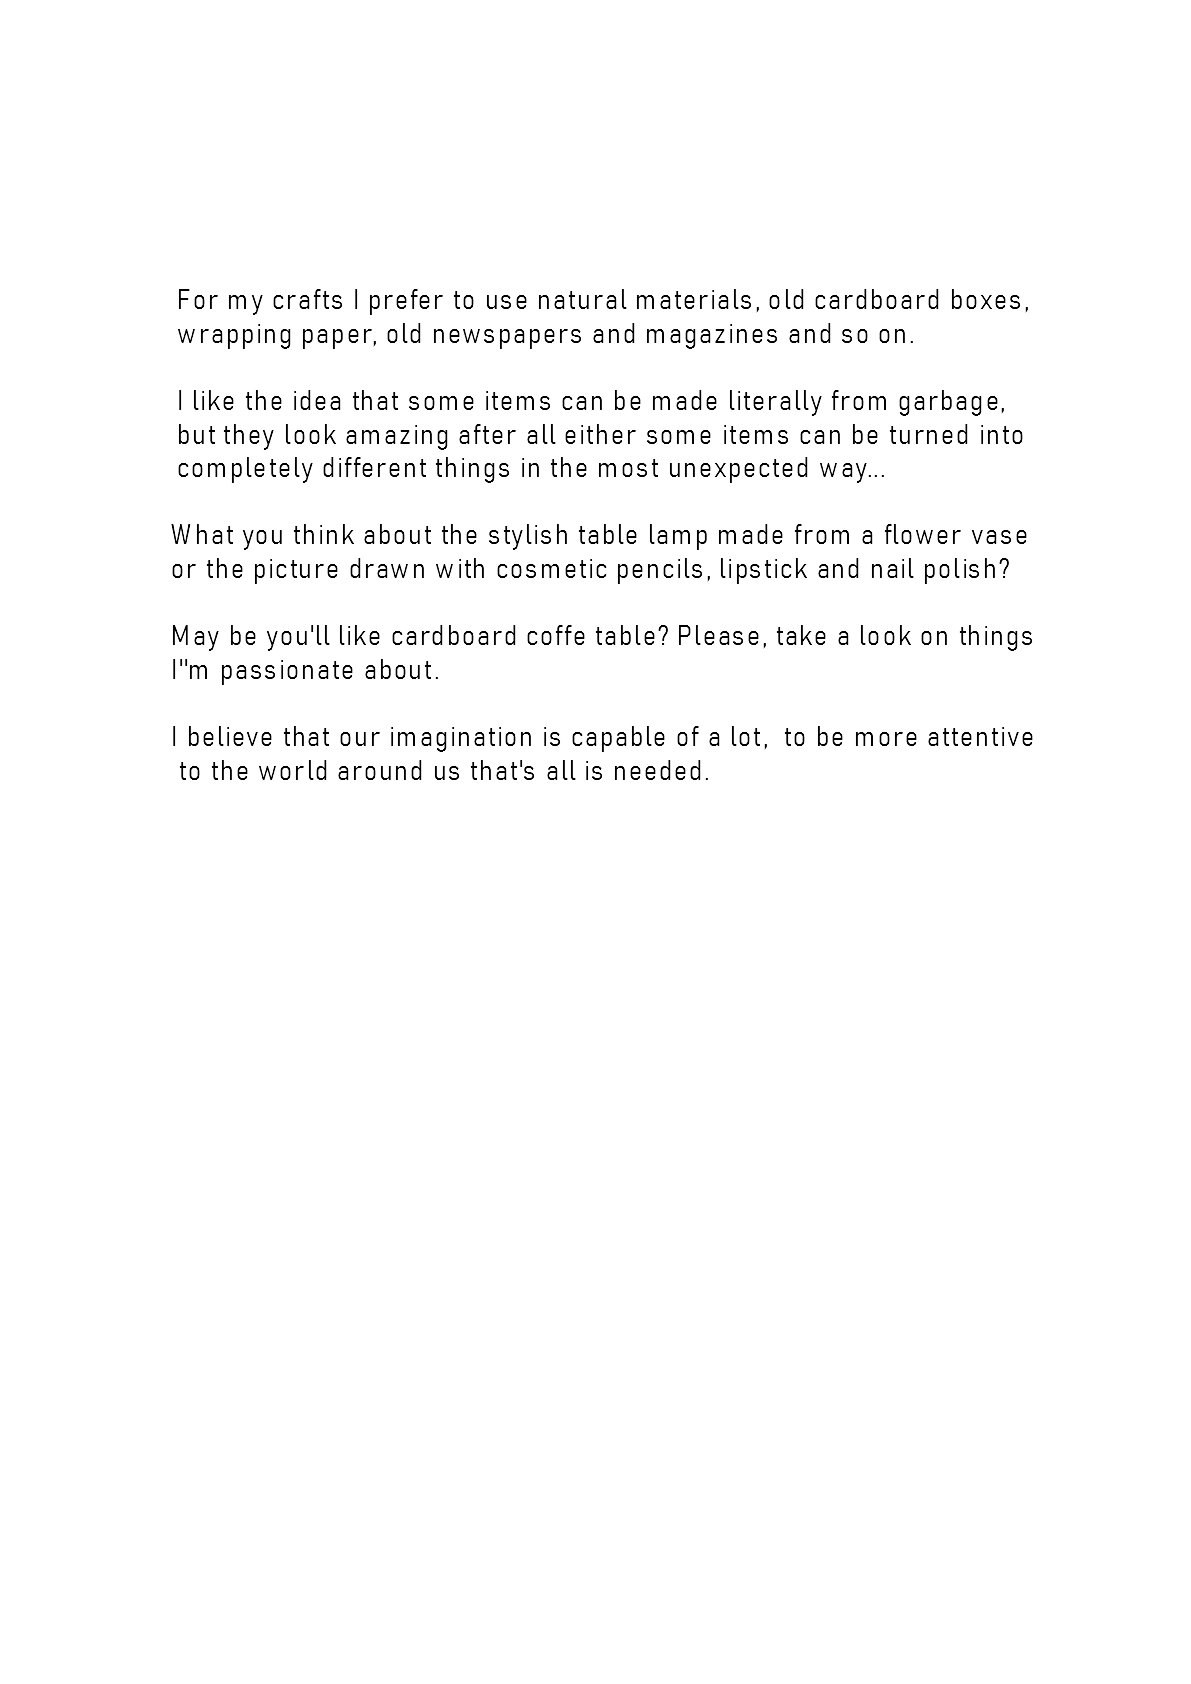 For my crafts I prefer to use natural materials, old cardboard boxes,
wrapping paper, old newspapers and magazines and so on.
I like the idea that some items can be made literally from garbage,
but they look amazing after all either some items can be turned into
completely different things in the most unexpected way...
What you think about the stylish table lamp made from a flower vase
or the picture drawn with cosmetic pencils, lipstick and nail polish?
May be you'll like cardboard coffe table? Please, take a look on things
I"m passionate about.
I believe that our imagination is capable of a lot,  to be more attentive
to the world around us that's all is needed.